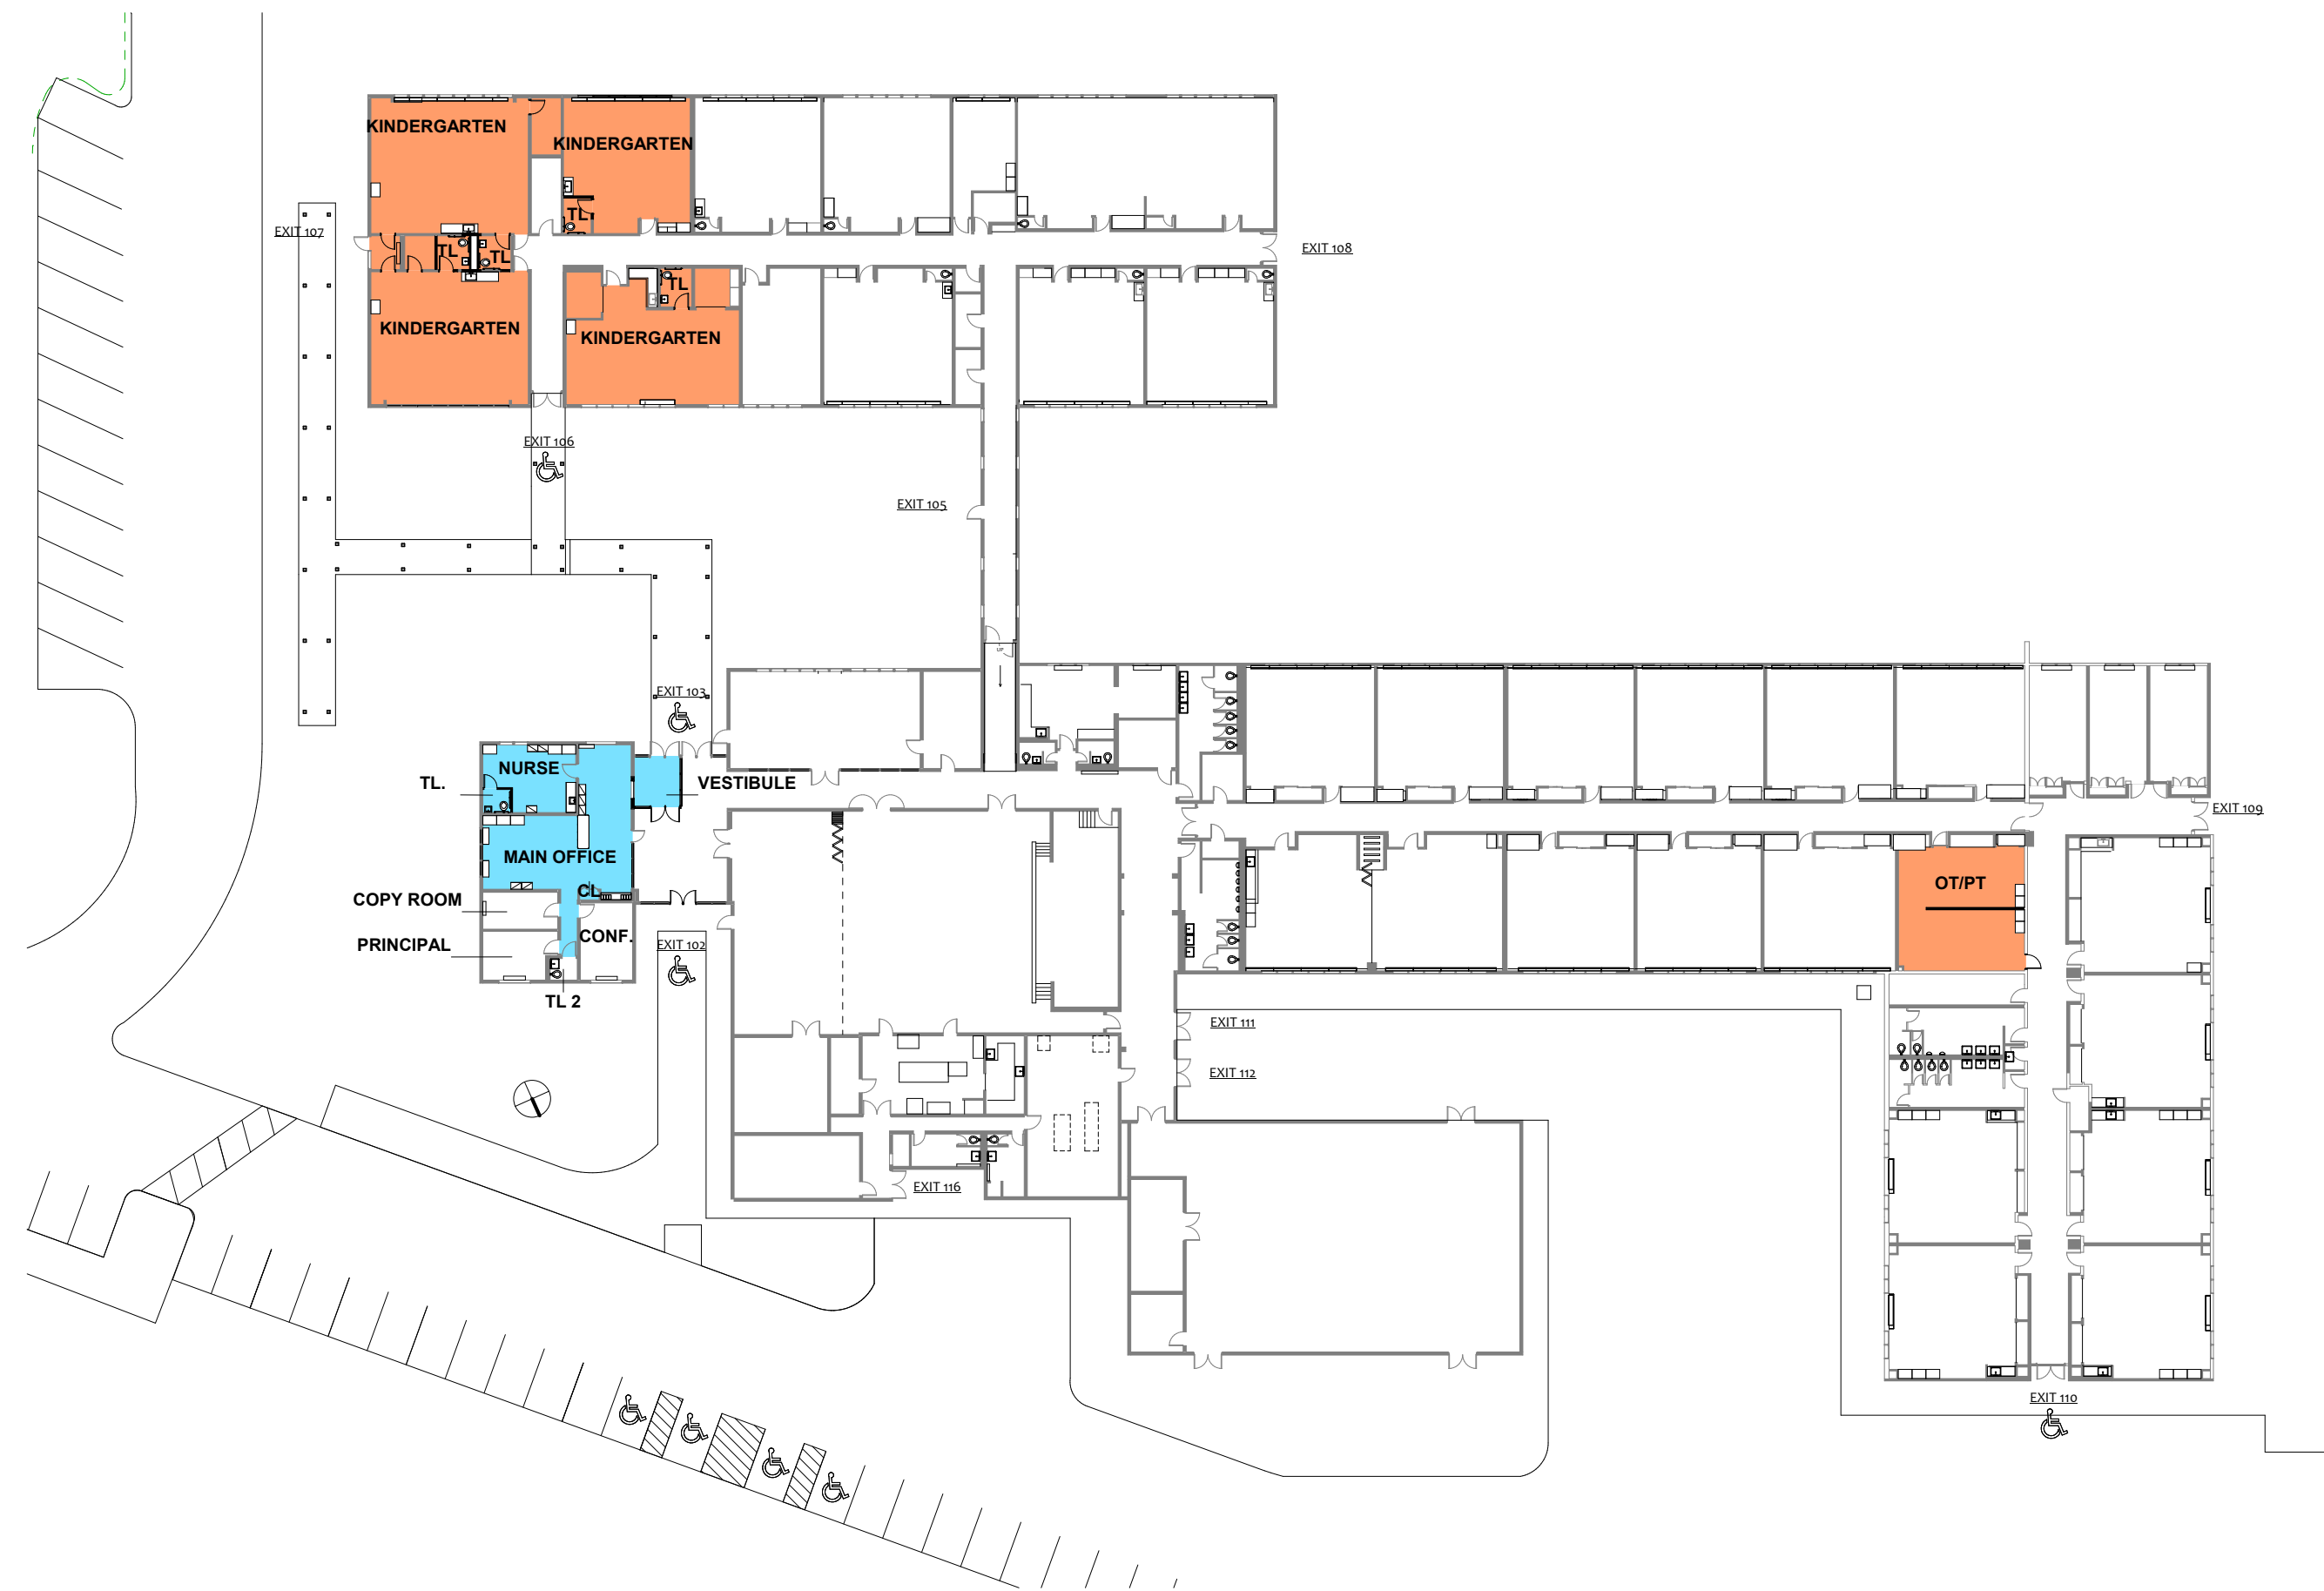 KINDERGARTEN
KINDERGARTEN
TL
EXIT 107
TL
TL
EXIT 108
TL
KINDERGARTEN
KINDERGARTEN
EXIT 106
EXIT 105
UP
EXIT 103
NURSE
TL.
VESTIBULE
EXIT 109
MAIN OFFICE
CL
OT/PT
COPY ROOM
CONF.
PRINCIPAL
EXIT 102
TL 2
EXIT 111
EXIT 112
EXIT 116
EXIT 110